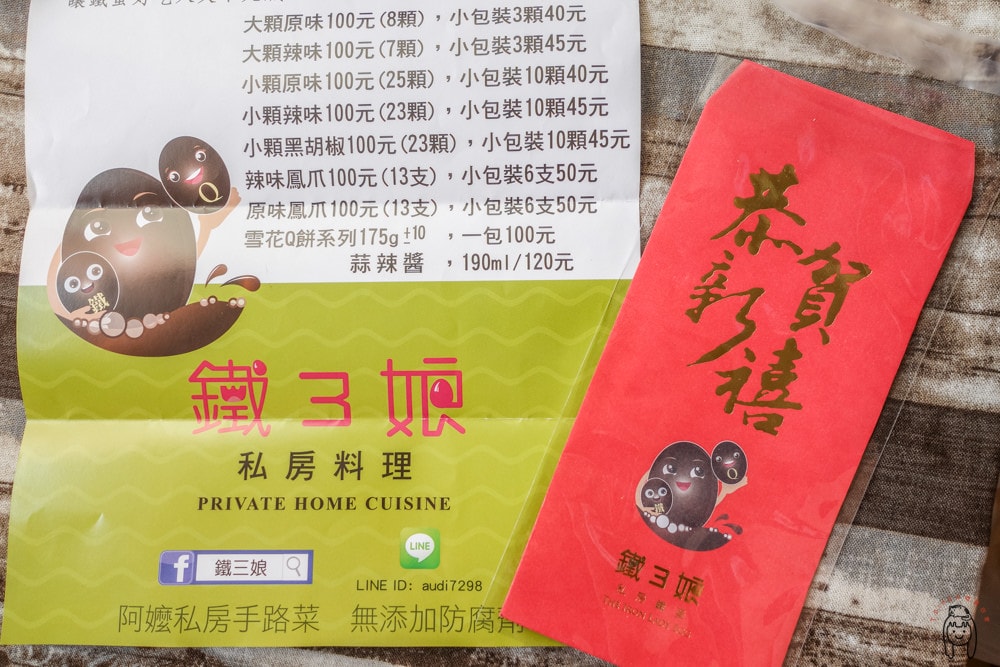 大顆原味100元(8顆)，小包裝3顆40元
大顆辣味100元(7顆)，小包裝3顆45元
小顆原味100元(25顆)，小包裝10顆40元
小顆辣味100元(23顆)，小包裝10顆45元
小顆黑胡椒100元(23顆)，小包裝10顆45元
辣味鳳爪100元(13支)，小包裝6支50元
原味鳳爪100元(13支)，小包裝6支50元
雪花Q餅系列175g±10，一包100元
蒜辣醬，190ml/120元
Q
鐵
鐵3娘
私房料理
PRIVATE HOME CUISINE
LINE
f 鐵三娘
LINE ID: audi7298
阿嬤私房手路菜 無添加防腐劑
恭賀
新禧
Q
鐵3娘
私房料理